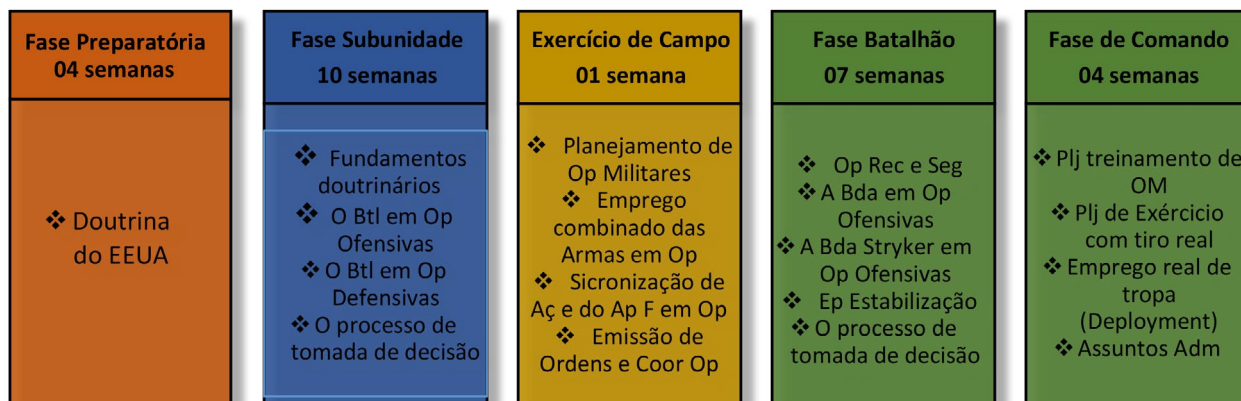 Fase Preparatória
04 semanas
❖ Doutrina
do EEUA
Fase Subunidade
10 semanas
❖ Fundamentos
doutrinários
❖ O Btl em Op
Ofensivas
❖ O Btl em Op
Defensivas
❖ O processo de
tomada de decisão
Exercício de Campo
01 semana
❖ Planejamento de
Op Militares
❖ Emprego
combinado das
Armas em Op
❖ Sicronização de
Aç e do Ap F em Op
❖ Emissão de
Ordens e Coor Op
Fase Batalhão
07 semanas
❖ Op Rec e Seg
❖ A Bda em Op
Ofensivas
❖ A Bda Stryker em
Op Ofensivas
❖ Ep Estabilização
❖ O processo de
tomada de decisão
Fase de Comando
04 semanas
❖ Plj treinamento de
OM
❖ Plj de Exércicio
com tiro real
❖ Emprego real de
tropa
(Deployment)
❖ Assuntos Adm